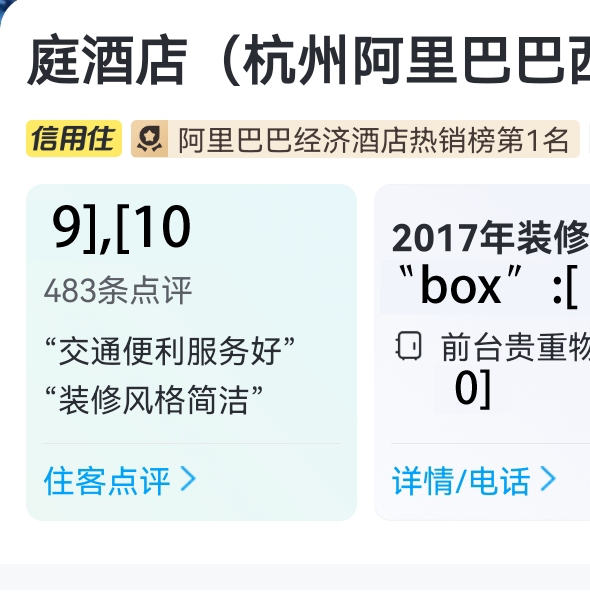 庭酒店（杭州阿里巴巴西
信用住 阿里巴巴经济酒店热销榜第1名
9],[10
483条点评
“交通便利服务好”
“装修风格简洁”
住客点评
2017年装修
“box” :[
前台贵重物
0]
详情/电话